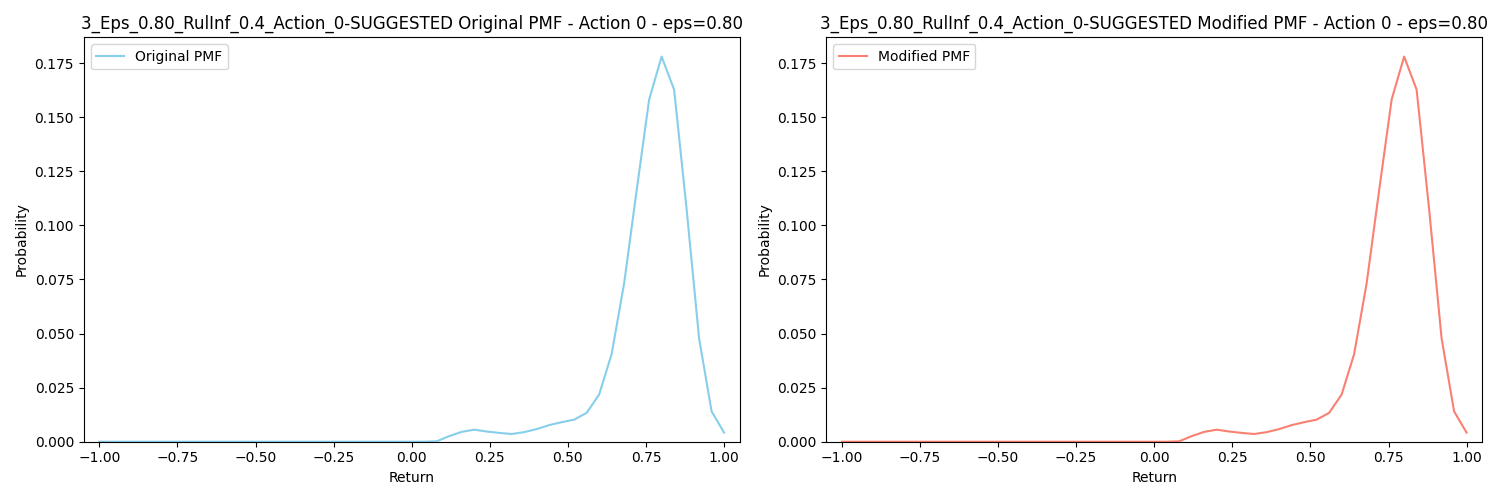 3_Eps_0.80_RulInf_0.4_Action_0-SUGGESTED Original PMF - Action 0 - eps=0.80
Original PMF
0.175
0.150
0.125
0.100
0.075
0.050
0.025
0.000
Probability
−1.00 −0.75 −0.50 −0.25 0.00 0.25 0.50 0.75 1.00
Return
3_Eps_0.80_RulInf_0.4_Action_0-SUGGESTED Modified PMF - Action 0 - eps=0.80
Modified PMF
0.175
0.150
0.125
0.100
0.075
0.050
0.025
0.000
Probability
−1.00 −0.75 −0.50 −0.25 0.00 0.25 0.50 0.75 1.00
Return